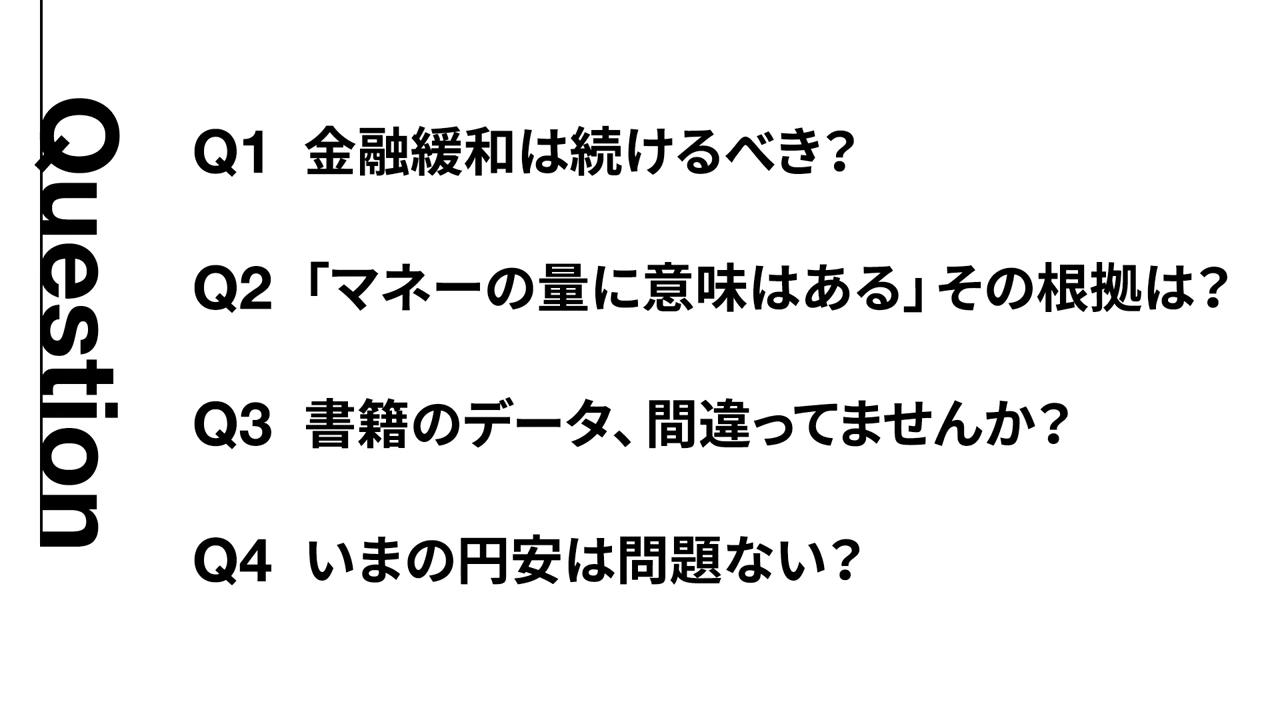 Question
Q1 金融緩和は続けるべき？
Q2 「マネーの量に意味はある」その根拠は？
Q3 書籍のデータ、間違ってませんか？
Q4 いまの円安は問題ない？